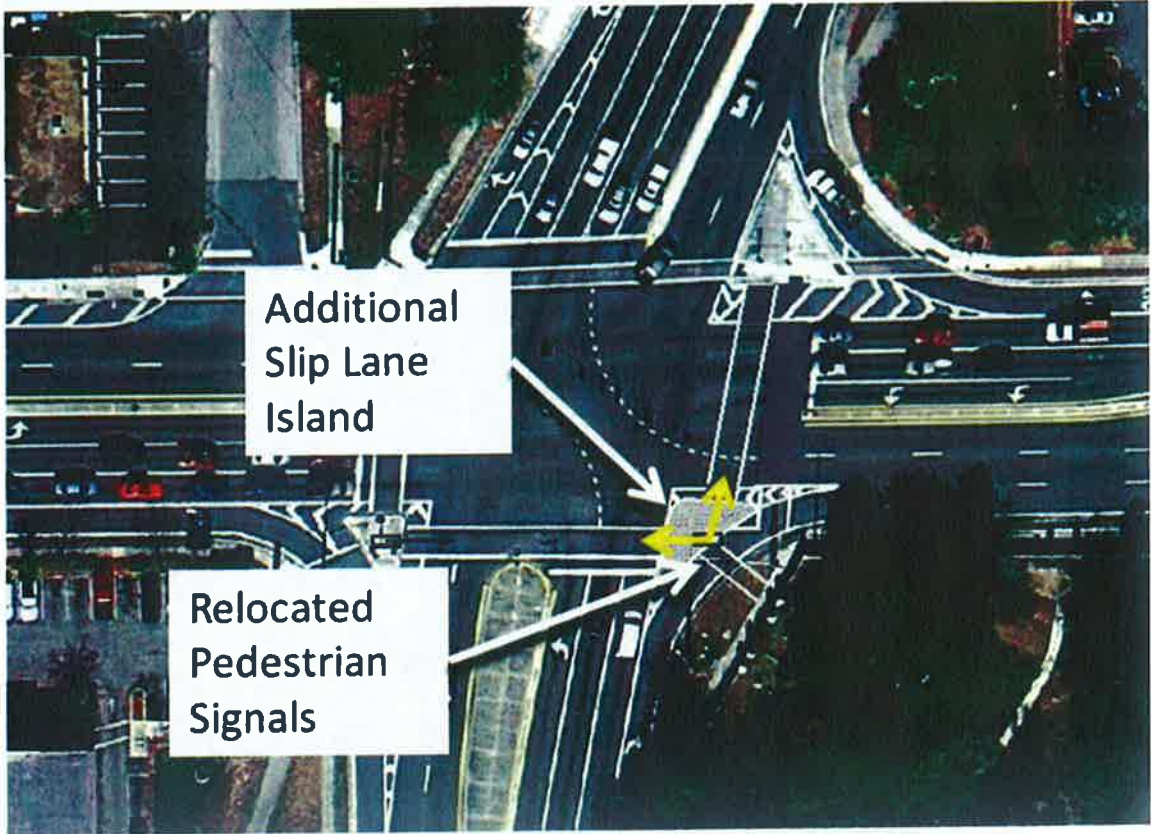 Additional
Slip Lane
Island
Relocated
Pedestrian
Signals